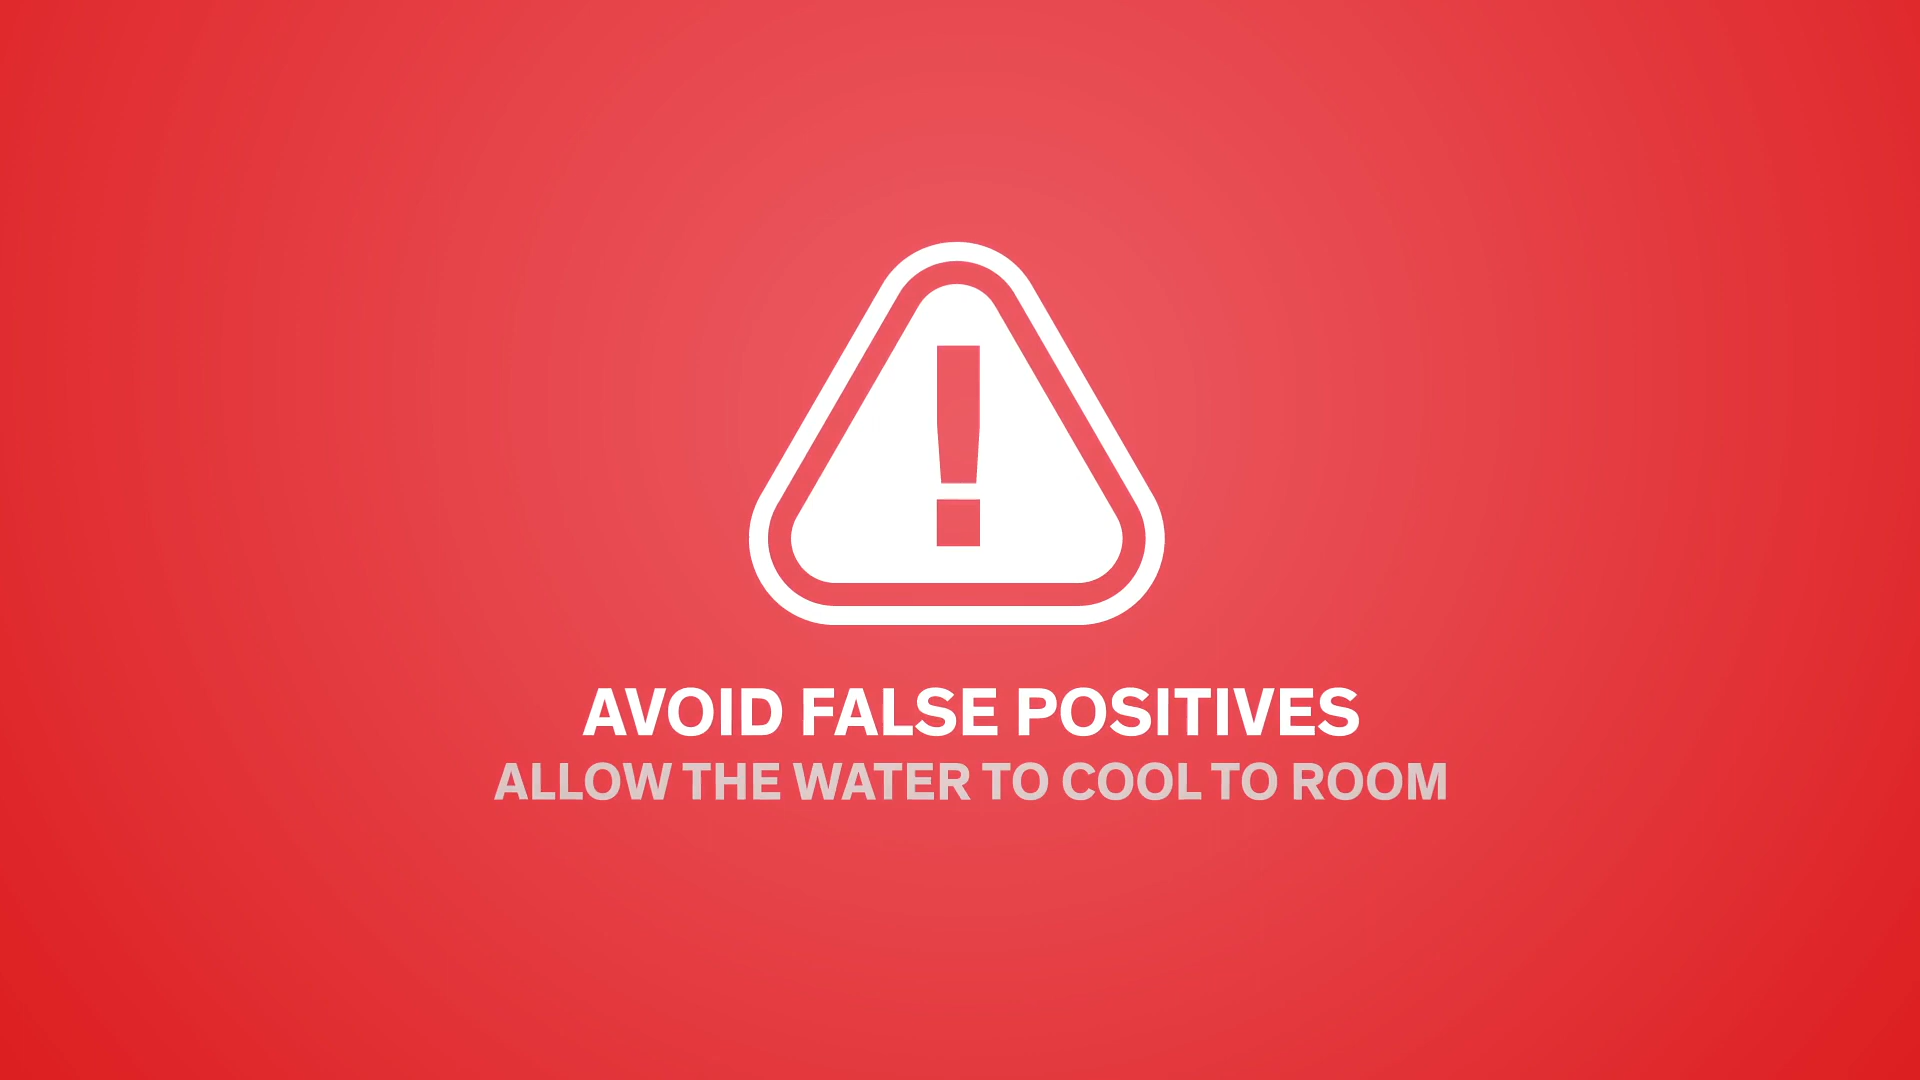 AVOID FALSE POSITIVES
ALLOW THE WATER TO COOL TO ROOM